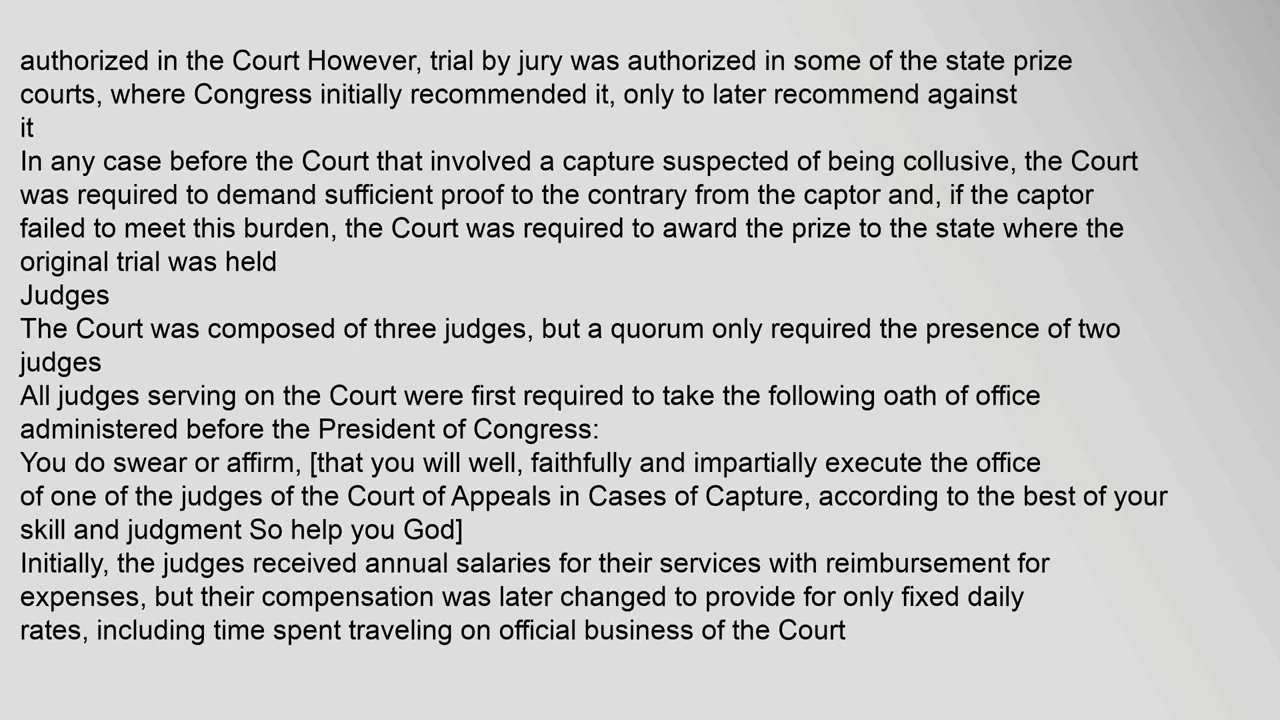 authorized in the Court However, trial by jury was authorized in some of the state prize
courts, where Congress initially recommended it, only to later recommend against
it
In any case before the Court that involved a capture suspected of being collusive, the Court
was required to demand sufficient proof to the contrary from the captor and, if the captor
failed to meet this burden, the Court was required to award the prize to the state where the
original trial was held
Judges
The Court was composed of three judges, but a quorum only required the presence of two
judges
All judges serving on the Court were first required to take the following oath of office
administered before the President of Congress:
You do swear or affirm, [that you will well, faithfully and impartially execute the office
of one of the judges of the Court of Appeals in Cases of Capture, according to the best of your
skill and judgment So help you God]
Initially, the judges received annual salaries for their services with reimbursement for
expenses, but their compensation was later changed to provide for only fixed daily
rates, including time spent traveling on official business of the Court